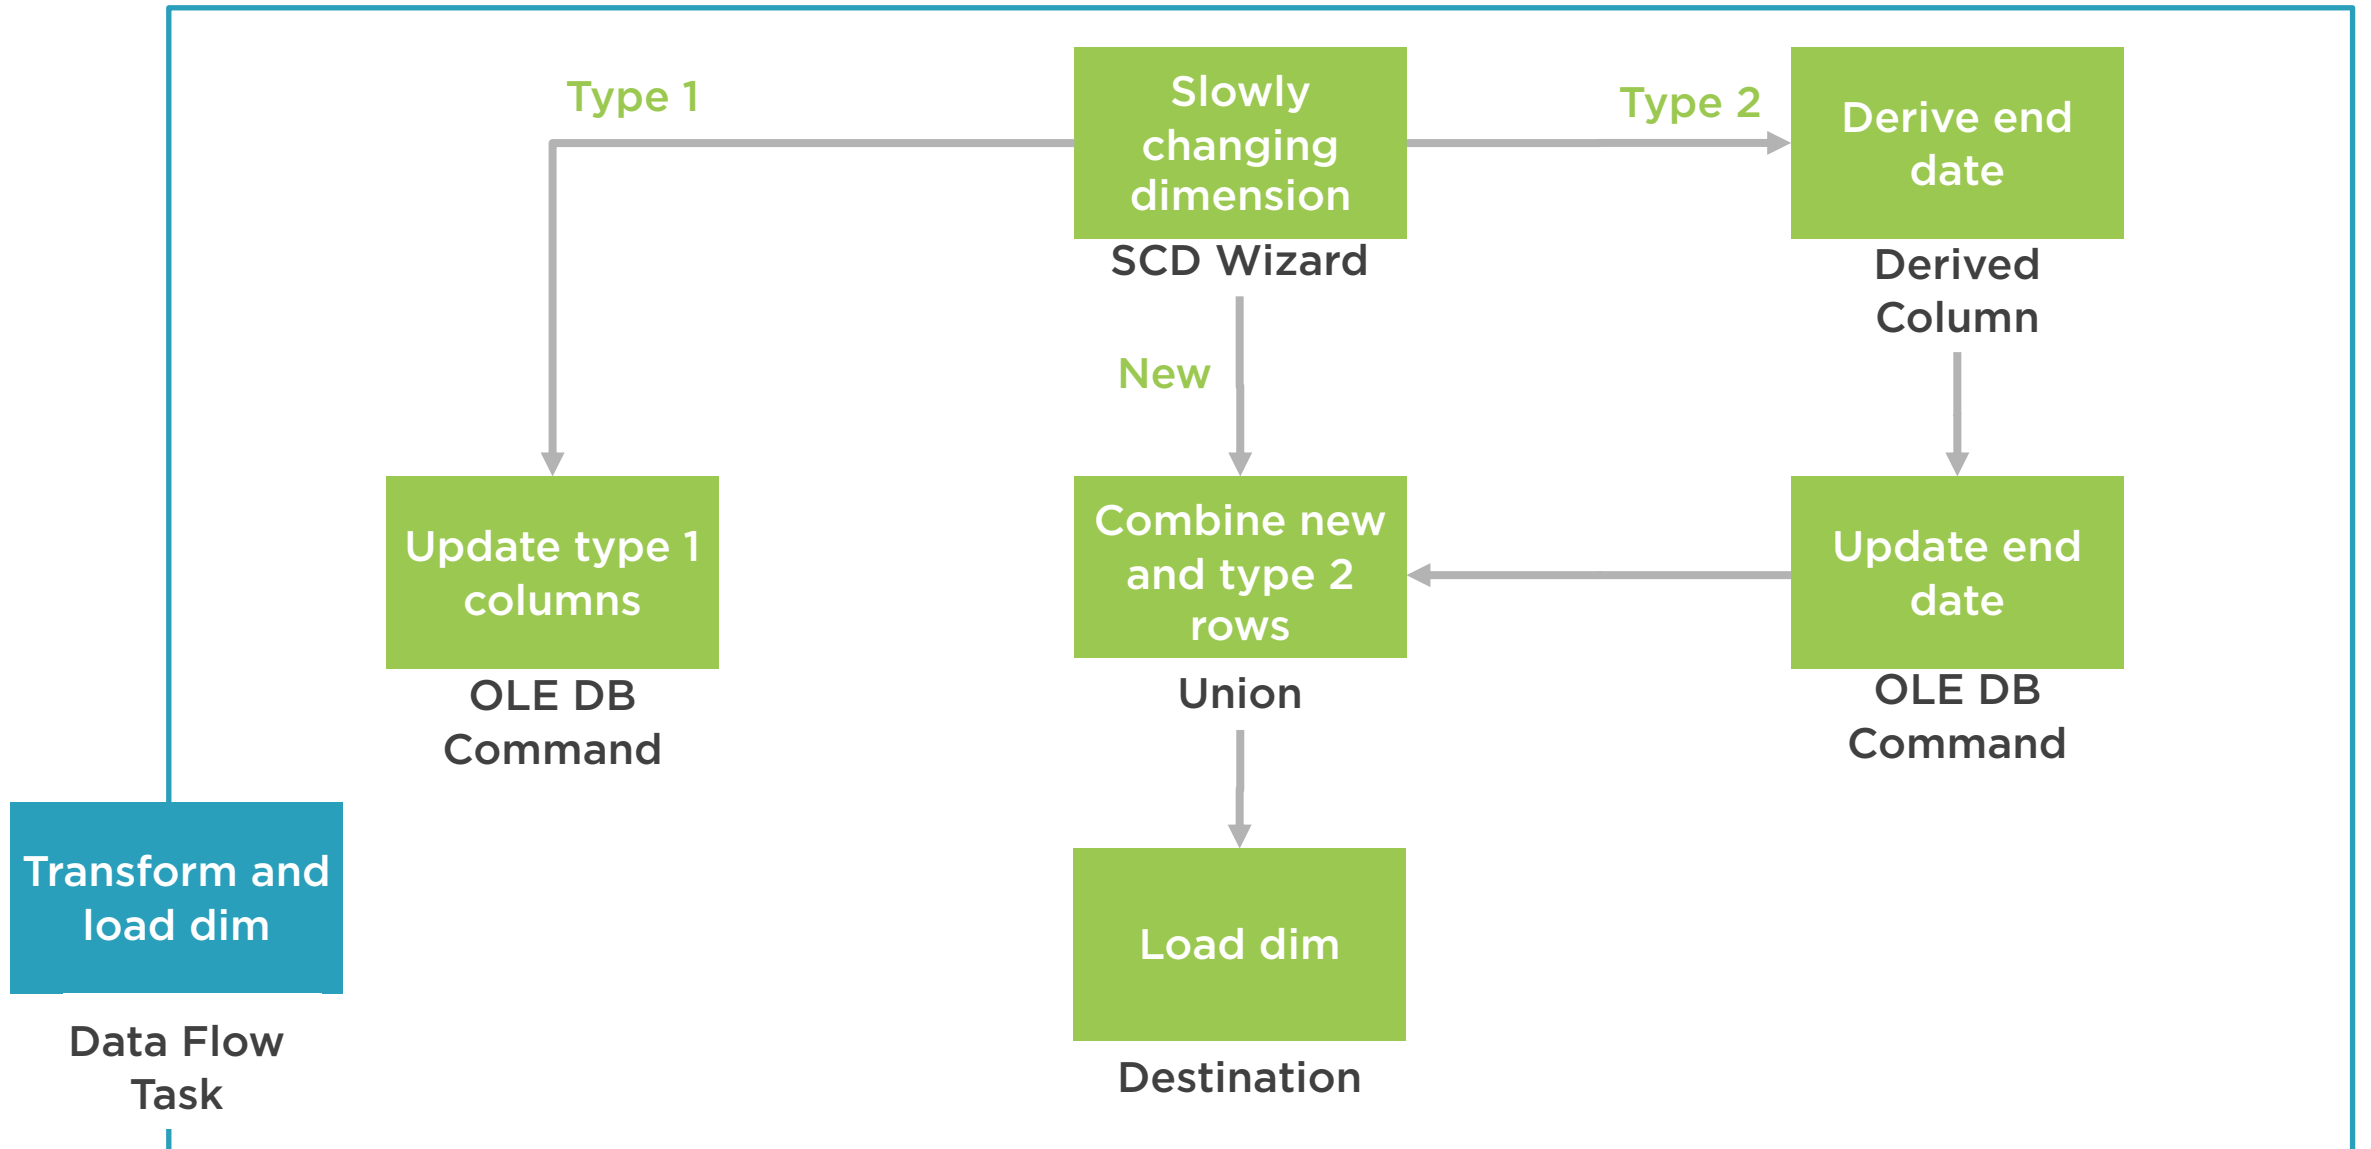 Type 1
Slowly
changing
dimension
SCD Wizard
Type 2
Derive end
date
Derived
Column
New
Update type 1
columns
OLE DB
Command
Combine new
and type 2
rows
Union
Update end
date
OLE DB
Command
Transform and
load dim
Data Flow
Task
Load dim
Destination